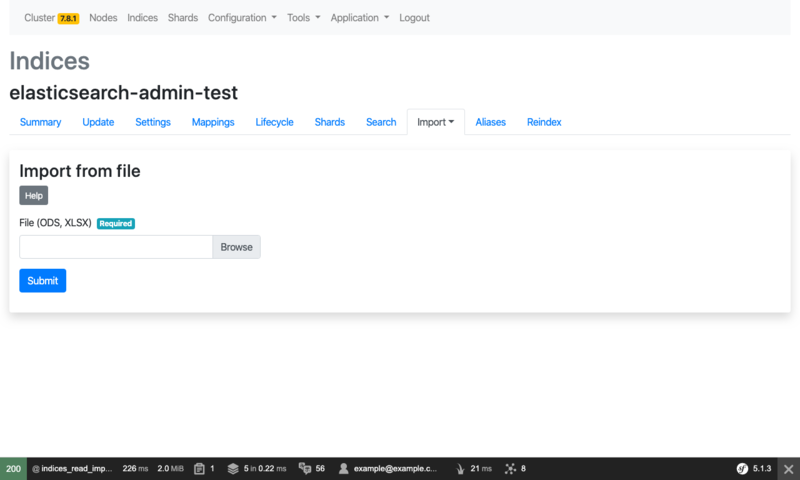 Cluster 7.8.1 Nodes Indices Shards Configuration Tools Application Logout
Indices
elasticsearch-admin-test
Summary Update Settings Mappings Lifecycle Shards Search Import Aliases Reindex
Import from file
Help
File (ODS, XLSX) Required
Browse
Submit
200 @ indices_read_imp... 226 ms 2.0 MiB 1 5 in 0.22 ms 56 example@example.c... 21 ms 8 sf 5.1.3